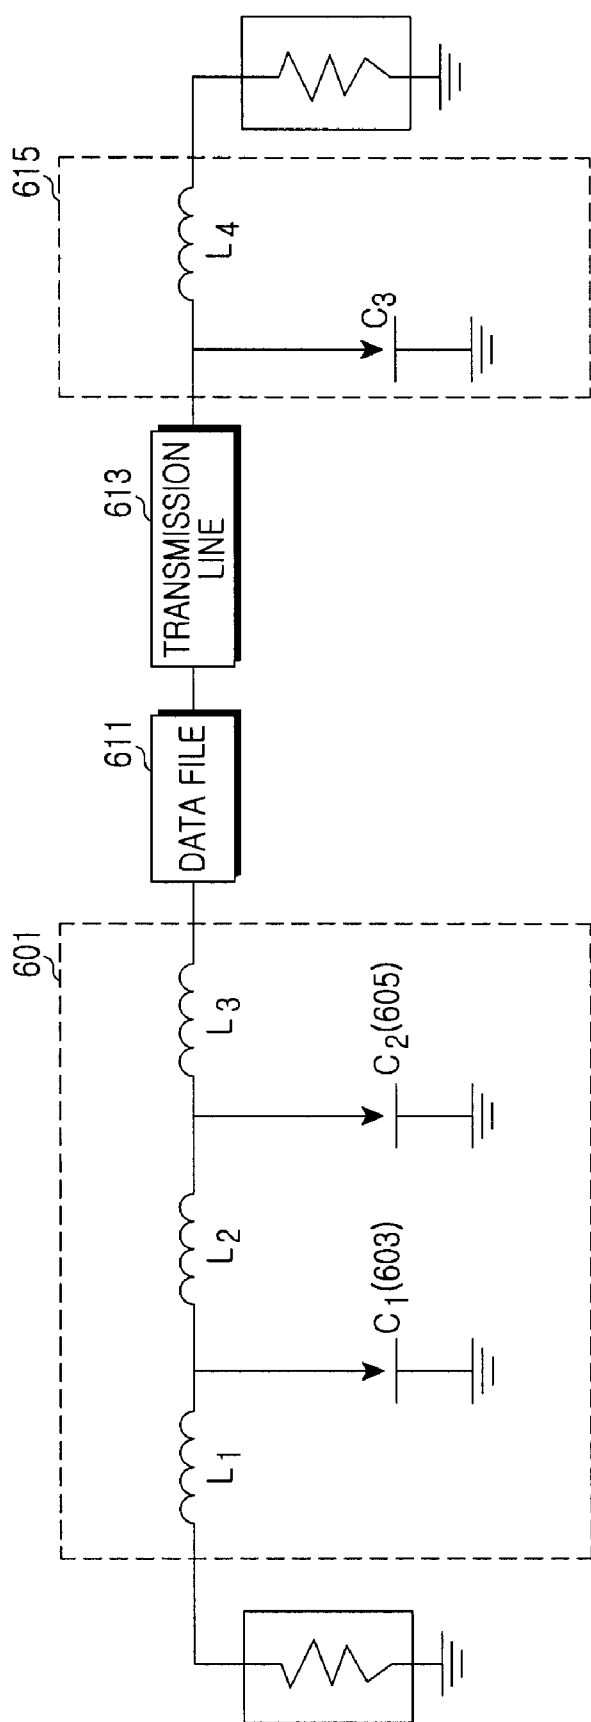 601
L1
L2
L3
C1(603)
C2(605)
611
DATA FILE
613
TRANSMISSION
LINE
615
L4
C3